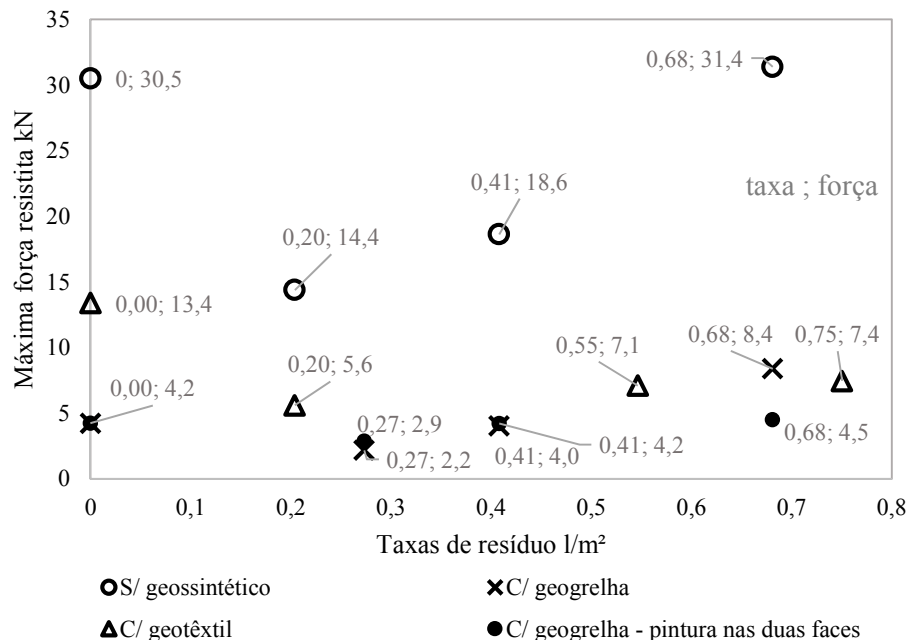 35
30
25
20
15
10
5
0
Máxima força resistita kN
0; 30,5
0,68; 31,4
0,41; 18,6
taxa ; força
0,20; 14,4
0,00; 13,4
0,68; 8,4
0,75; 7,4
0,55; 7,1
0,00; 4,2
0,20; 5,6
0,27; 2,9
0,41; 4,2
0,68; 4,5
0,27; 2,2
0,41; 4,0
0 0,1 0,2 0,3 0,4 0,5 0,6 0,7 0,8
Taxas de resíduo l/m²
S/ geossintético
C/ geogrelha
C/ geotêxtil
C/ geogrelha - pintura nas duas faces